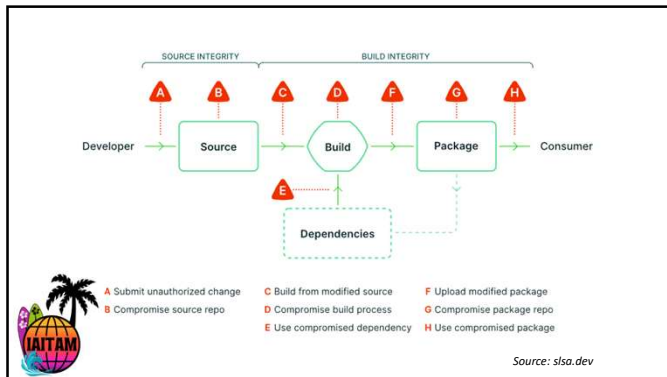 SOURCE INTEGRITY
BUILD INTEGRITY
A
B
C
D
F
G
H
Developer
Source
Build
Package
Consumer
E
Dependencies
A Submit unauthorized change
B Compromise source repo
C Build from modified source
D Compromise build process
E Use compromised dependency
F Upload modified package
G Compromise package repo
H Use compromised package
IAITAM
Source: slsa.dev